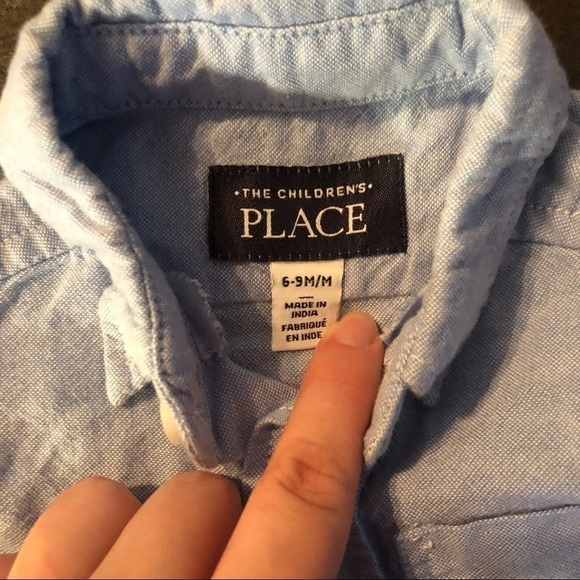 •THE CHILDREN'S•
PLACE
6-9M/M
—
MADE IN
INDIA
FABRIQUÉ
EN INDE